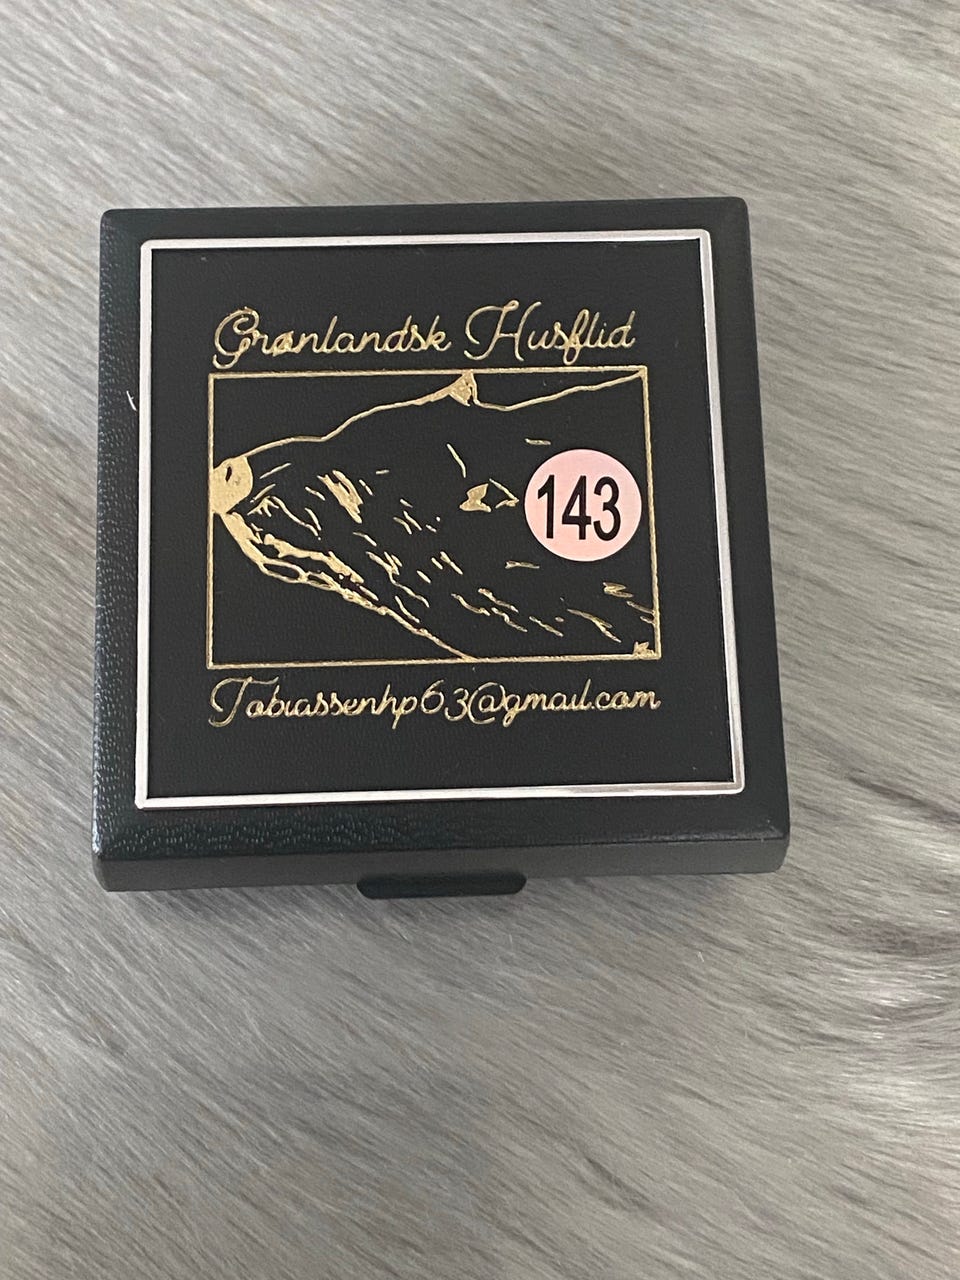 Grønlandsk Husflid
143
Tobiassenhp63@gmail.com